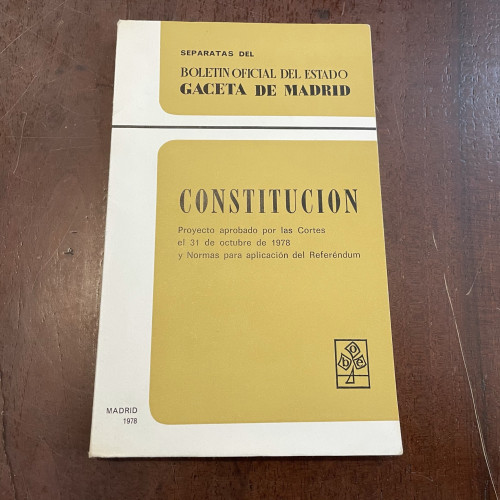 SEPARATAS DEL
BOLETIN OFICIAL DEL ESTADO
GACETA DE MADRID
CONSTITUCION
Proyecto aprobado por las Cortes
el 31 de octubre de 1978
y Normas para aplicación del Referéndum
b o e
MADRID
1978